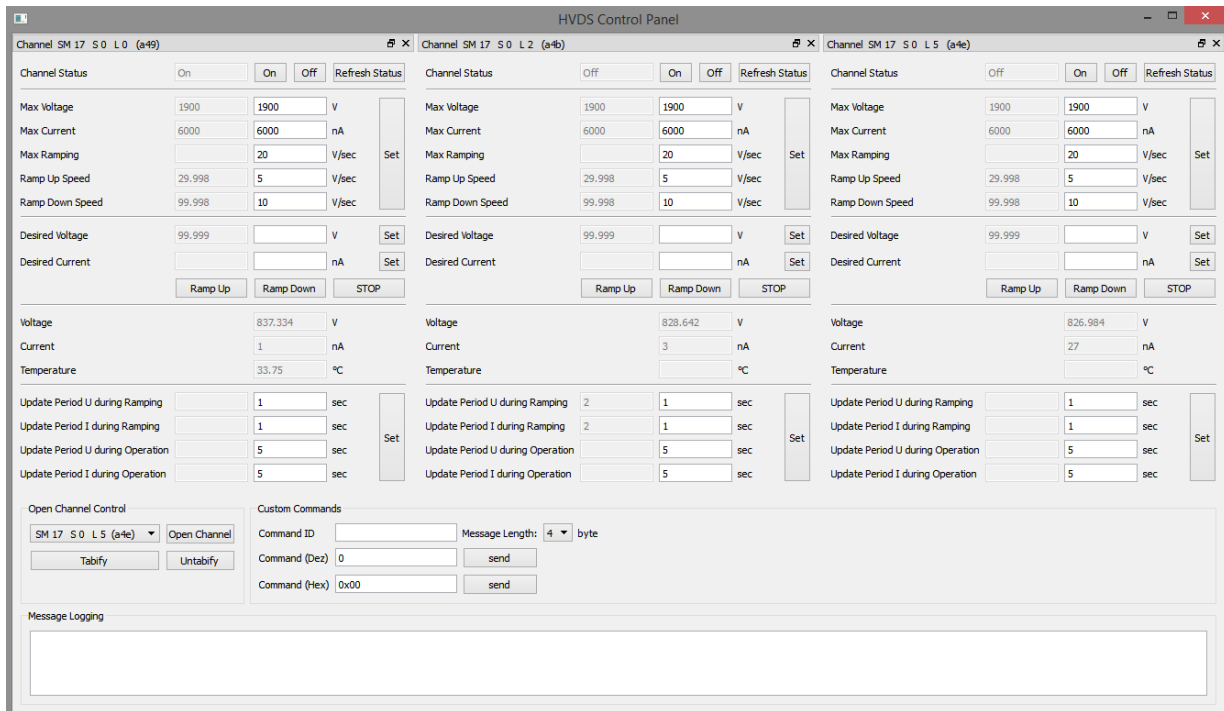 HVDS Control Panel
Channel SM 17 S 0 L 0 (a49)
Channel Status On On Off Refresh Status
Max Voltage 1900 1900 V
Max Current 6000 6000 nA
Max Ramping 20 V/sec Set
Ramp Up Speed 29.998 5 V/sec
Ramp Down Speed 99.998 10 V/sec
Desired Voltage 99.999 V Set
Desired Current nA Set
Ramp Up Ramp Down STOP
Voltage 837.334 V
Current 1 nA
Temperature 33.75 ºC
Update Period U during Ramping 1 sec
Update Period I during Ramping 1 sec
Set
Update Period U during Operation 5 sec
Update Period I during Operation 5 sec
Channel SM 17 S 0 L 2 (a4b)
Channel Status Off On Off Refresh Status
Max Voltage 1900 1900 V
Max Current 6000 6000 nA
Max Ramping 20 V/sec Set
Ramp Up Speed 29.998 5 V/sec
Ramp Down Speed 99.998 10 V/sec
Desired Voltage 99.999 V Set
Desired Current nA Set
Ramp Up Ramp Down STOP
Voltage 828.642 V
Current 3 nA
Temperature ºC
Update Period U during Ramping 2 1 sec
Update Period I during Ramping 2 1 sec
Set
Update Period U during Operation 5 sec
Update Period I during Operation 5 sec
Channel SM 17 S 0 L 5 (a4e)
Channel Status Off On Off Refresh Status
Max Voltage 1900 1900 V
Max Current 6000 6000 nA
Max Ramping 20 V/sec Set
Ramp Up Speed 29.998 5 V/sec
Ramp Down Speed 99.998 10 V/sec
Desired Voltage 99.999 V Set
Desired Current nA Set
Ramp Up Ramp Down STOP
Voltage 826.984 V
Current 27 nA
Temperature ºC
Update Period U during Ramping 1 sec
Update Period I during Ramping 1 sec
Set
Update Period U during Operation 5 sec
Update Period I during Operation 5 sec
Open Channel Control
SM 17 S 0 L 5 (a4e) Open Channel
Tabify Untabify
Custom Commands
Command ID Message Length: 4 byte
Command (Dez) 0 send
Command (Hex) 0x00 send
Message Logging